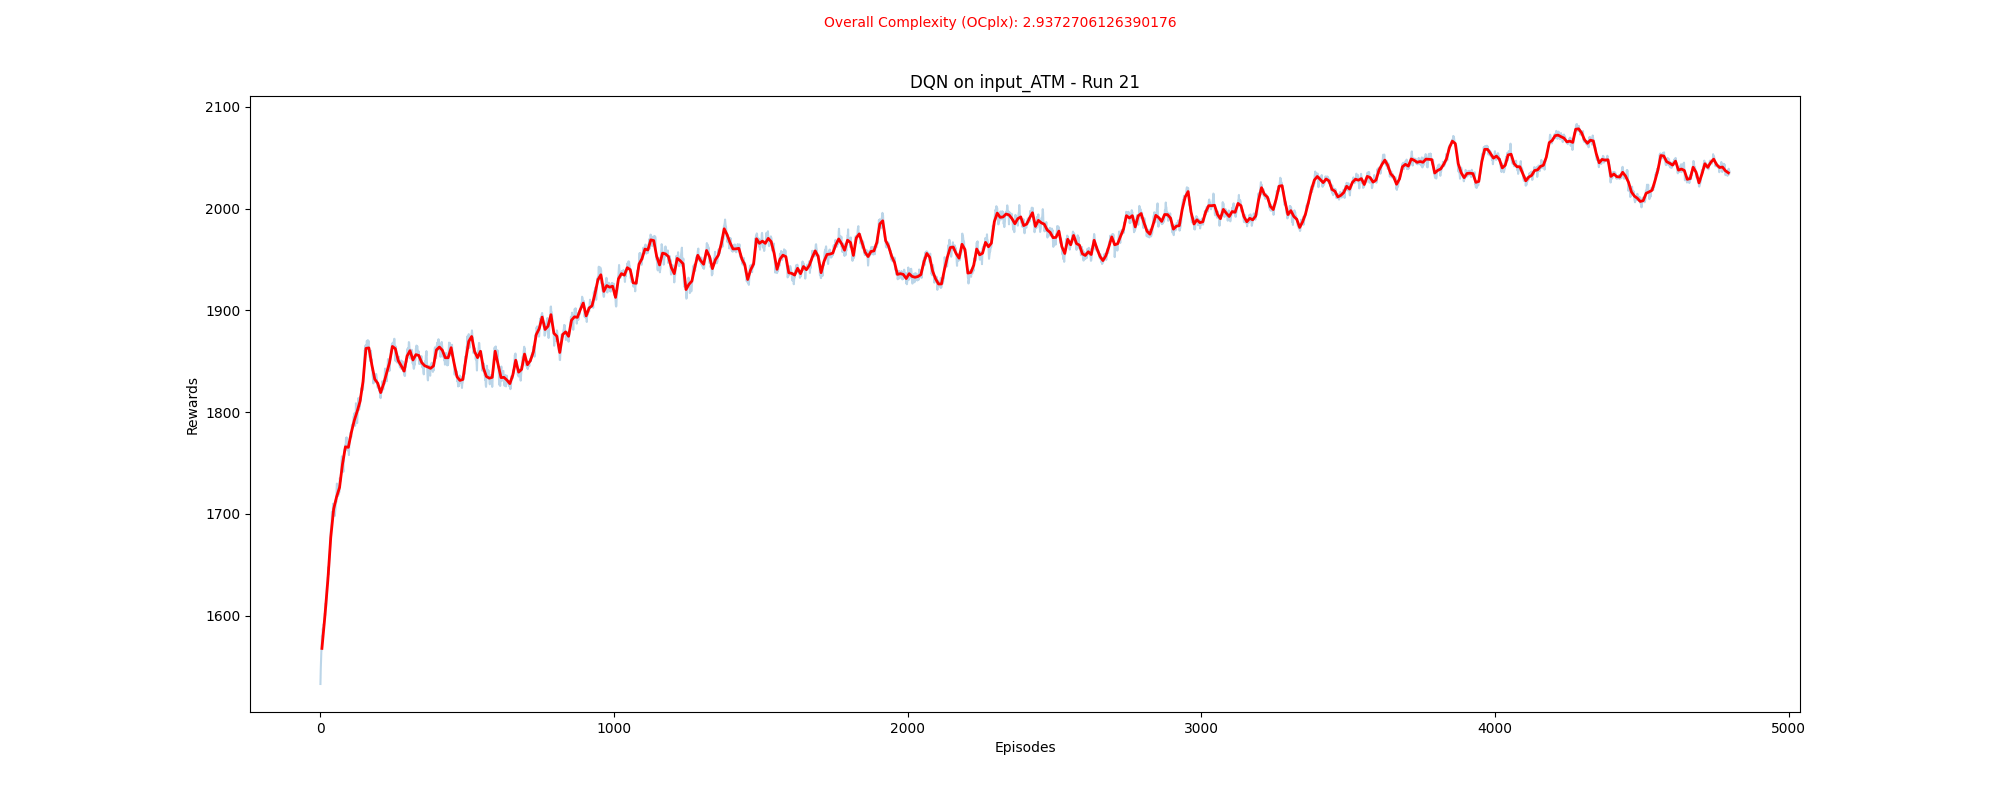 Overall Complexity (OCplx): 2.9372706126390176
DQN on input_ATM - Run 21
2100
2000
1900
1800
1700
1600
Rewards
0 1000 2000 3000 4000 5000
Episodes